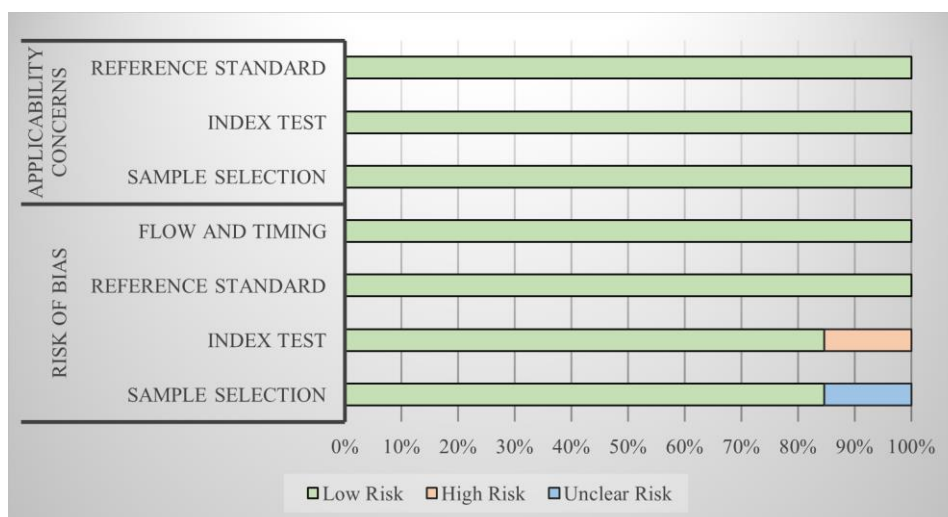 APPLICABILITY
CONCERNS
REFERENCE STANDARD
INDEX TEST
SAMPLE SELECTION
RISK OF BIAS
FLOW AND TIMING
REFERENCE STANDARD
INDEX TEST
SAMPLE SELECTION
0% 10% 20% 30% 40% 50% 60% 70% 80% 90% 100%
Low Risk High Risk Unclear Risk